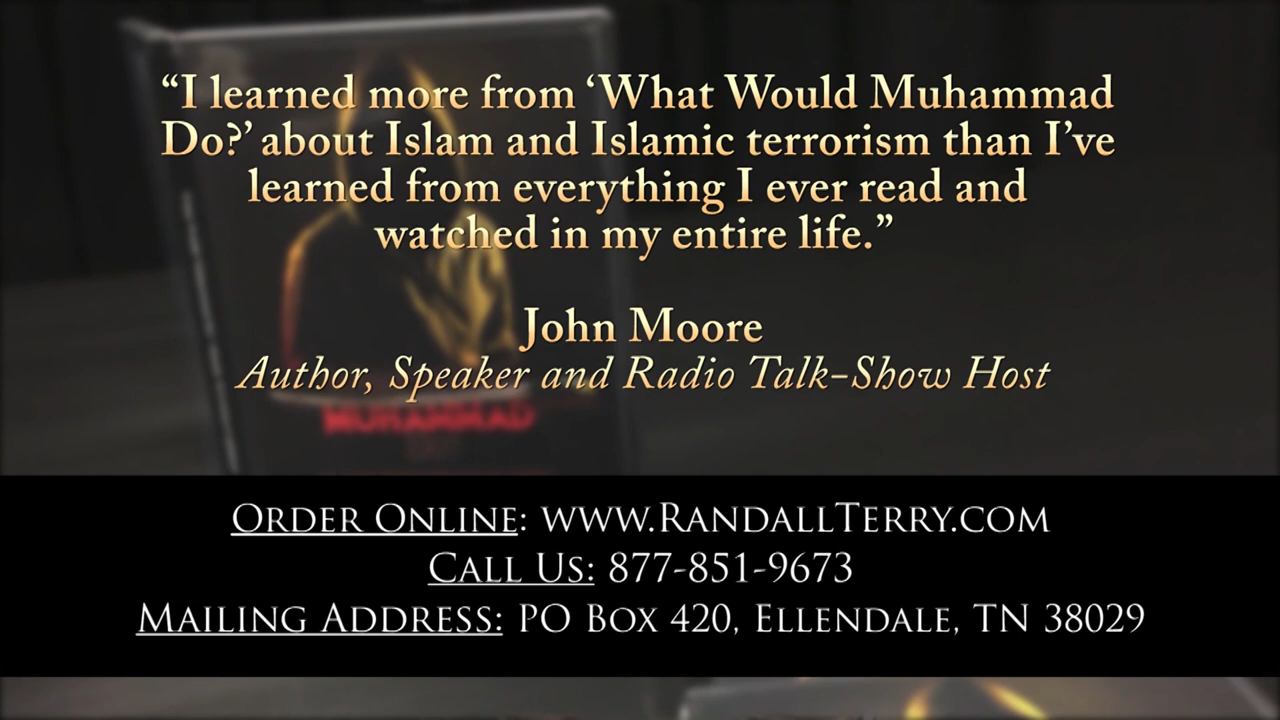 “I learned more from ‘What Would Muhammad
Do?’ about Islam and Islamic terrorism than I’ve
learned from everything I ever read and
watched in my entire life.”
John Moore
Author, Speaker and Radio Talk-Show Host
MUHAMMAD
Order Online: www.RandallTerry.com
Call Us: 877-851-9673
Mailing Address: PO Box 420, Ellendale, TN 38029